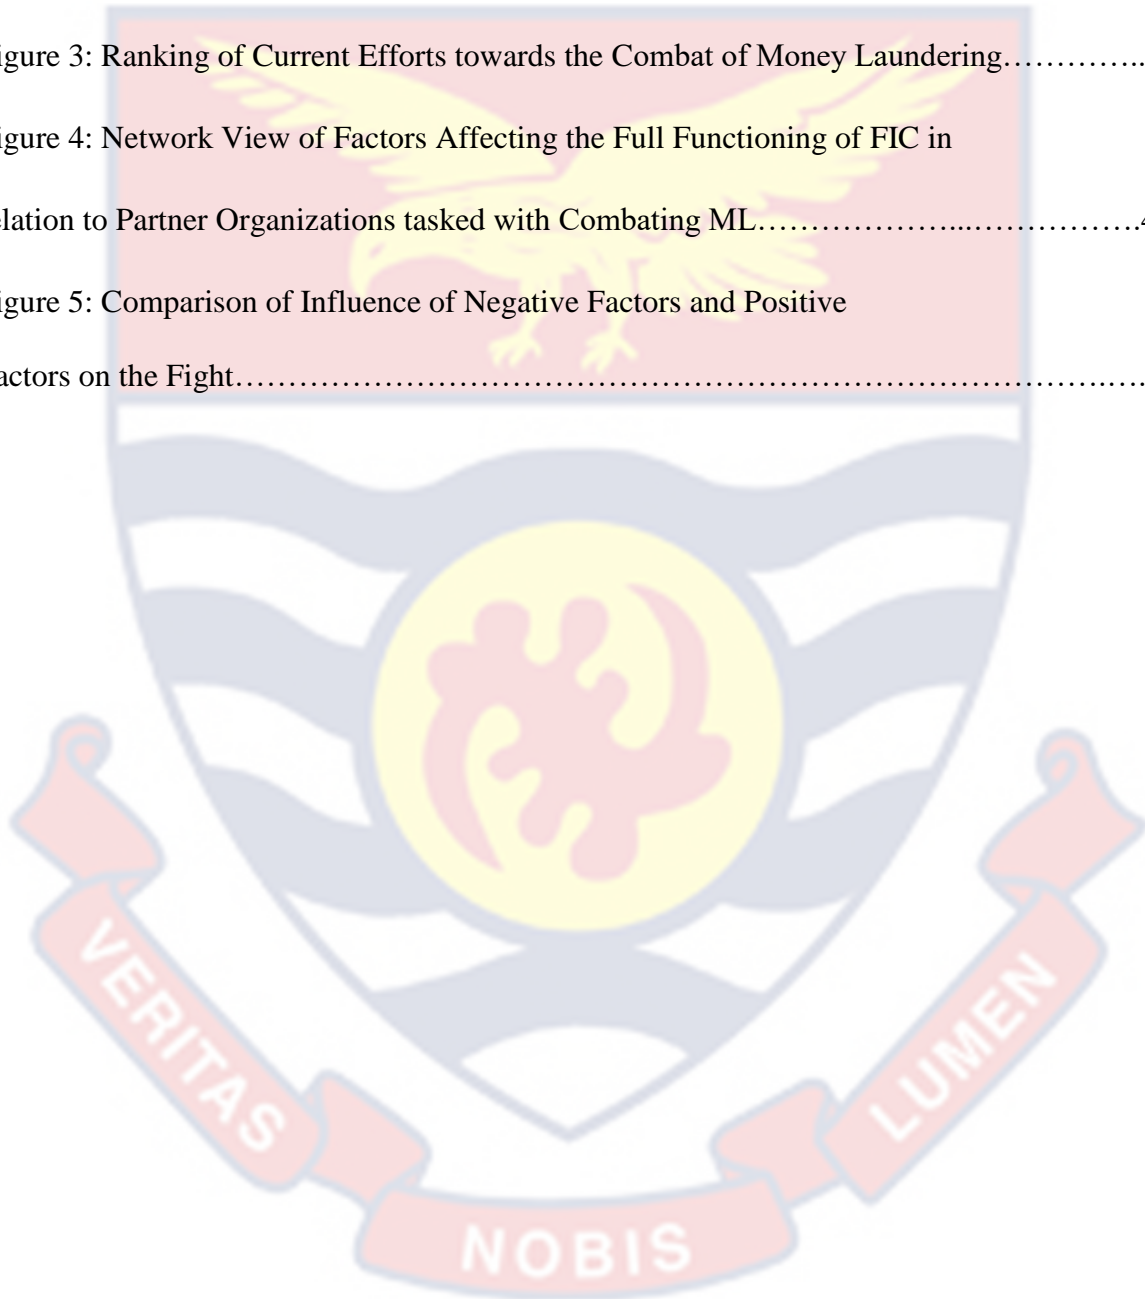 igure 3: Ranking of Current Efforts towards the Combat of Money Laundering…………..
igure 4: Network View of Factors Affecting the Full Functioning of FIC in
elation to Partner Organizations tasked with Combating ML………………...…………….4
igure 5: Comparison of Influence of Negative Factors and Positive
actors on the Fight……………………………………………………………………….….
VERITAS
NOBIS
LUMEN